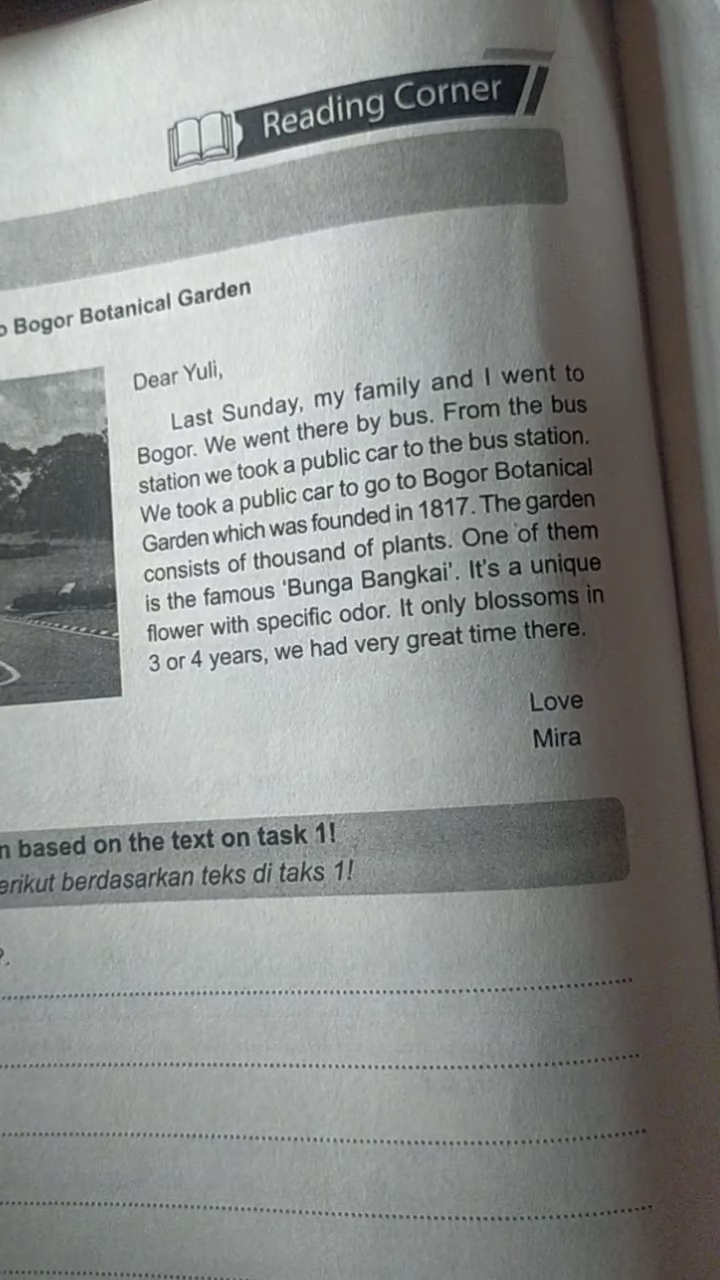 Reading Corner
Bogor Botanical Garden
Dear Yuli,
Last Sunday, my family and I went to
Bogor. We went there by bus. From the bus
station we took a public car to the bus station.
We took a public car to go to Bogor Botanical
Garden which was founded in 1817. The garden
consists of thousand of plants. One of them
is the famous 'Bunga Bangkai'. It's a unique
flower with specific odor. It only blossoms in
3 or 4 years, we had very great time there.
Love
Mira
based on the text on task 1!
berdasarkan teks di taks 1!